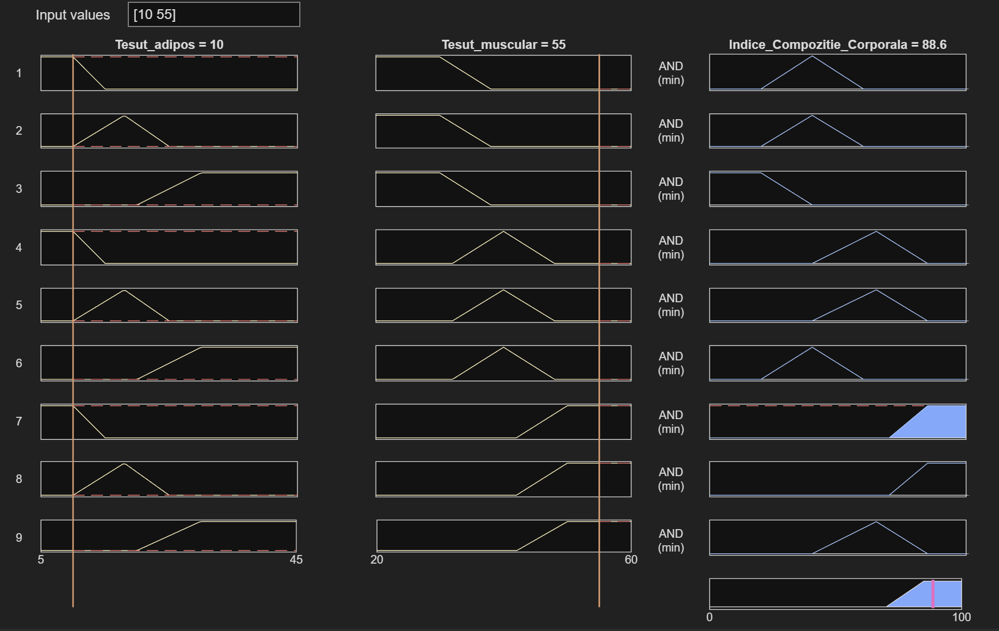 Input values [10 55]
Tesut_adipos = 10
Tesut_muscular = 55
Indice_Compozitie_Corporala = 88.6
1
AND
(min)
2
AND
(min)
3
AND
(min)
4
AND
(min)
5
AND
(min)
6
AND
(min)
7
AND
(min)
8
AND
(min)
9
AND
(min)
5 45
20 60
0 100